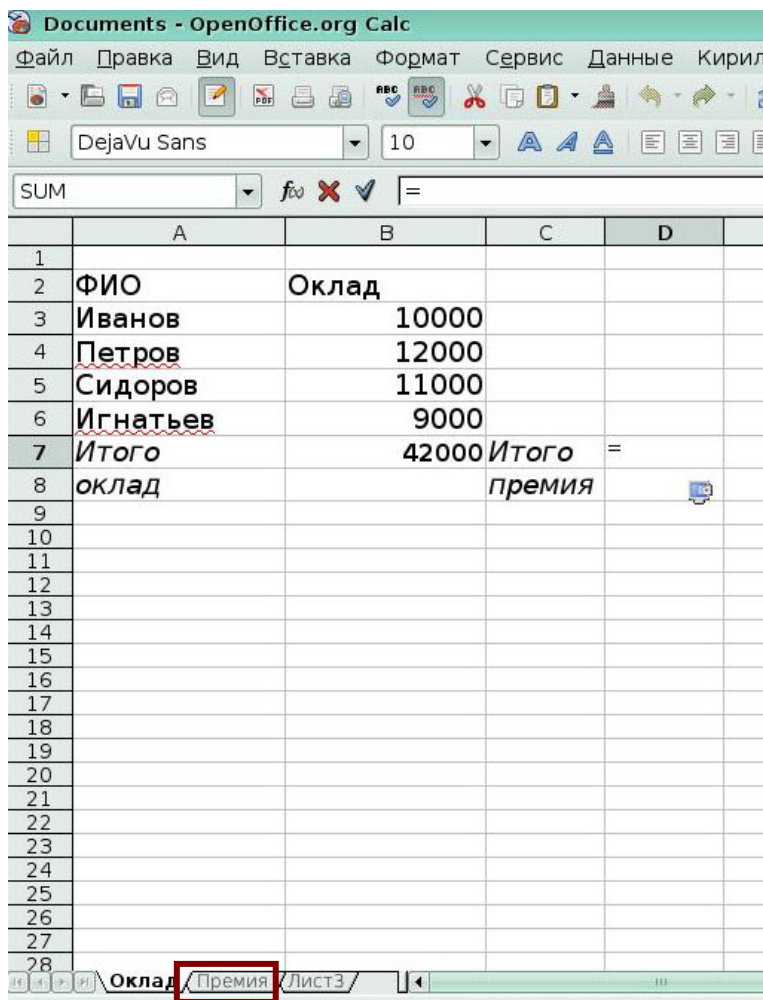 Documents - OpenOffice.org Calc
Файл Правка Вид Вставка Формат Сервис Данные Кирил
PDF ABC ABC
DejaVu Sans 10
SUM =
A B C D
1
2 ФИО Оклад
3 Иванов 10000
4 Петров 12000
5 Сидоров 11000
6 Игнатьев 9000
7 Итого 42000 Итого =
8 оклад премия
9
10
11
12
13
14
15
16
17
18
19
20
21
22
23
24
25
26
27
28
Оклад Премия Лист3